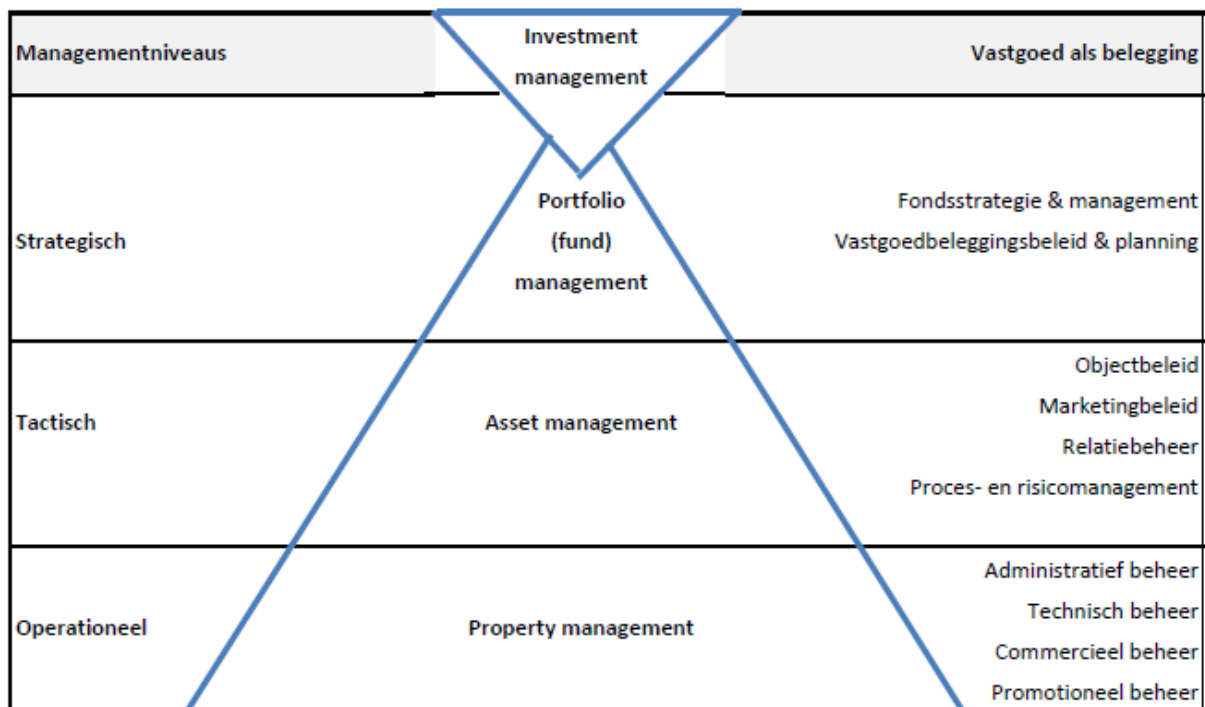 Managementniveaus
Investment
management
Vastgoed als belegging
Strategisch
Portfolio
(fund)
management
Fondsstrategie & management
Vastgoedbeleggingsbeleid & planning
Tactisch
Asset management
Objectbeleid
Marketingbeleid
Relatiebeheer
Proces- en risicomanagement
Operationeel
Property management
Administratief beheer
Technisch beheer
Commercieel beheer
Promotioneel beheer